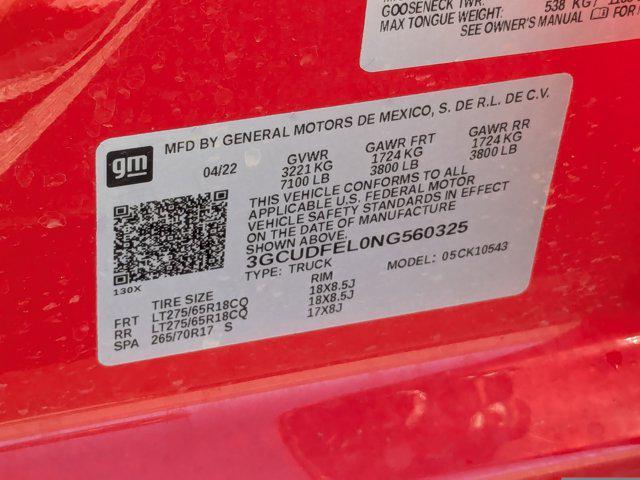 GOOSENECK TWR:
MAX TONGUE WEIGHT: 538 KG /
SEE OWNER'S MANUAL FOR
gm
MFD BY GENERAL MOTORS DE MEXICO, S. DE R.L. DE C.V.
04/22 GVWR GAWR FRT GAWR RR
3221 KG 1724 KG 1724 KG
7100 LB 3800 LB 3800 LB
THIS VEHICLE CONFORMS TO ALL
APPLICABLE U.S. FEDERAL MOTOR
VEHICLE SAFETY STANDARDS IN EFFECT
ON THE DATE OF MANUFACTURE
SHOWN ABOVE.
3GCUDFEL0NG560325
TYPE: TRUCK MODEL: 05CK10543
130X
TIRE SIZE RIM
FRT LT275/65R18CQ 18X8.5J
RR LT275/65R18CQ 18X8.5J
SPA 265/70R17 S 17X8J